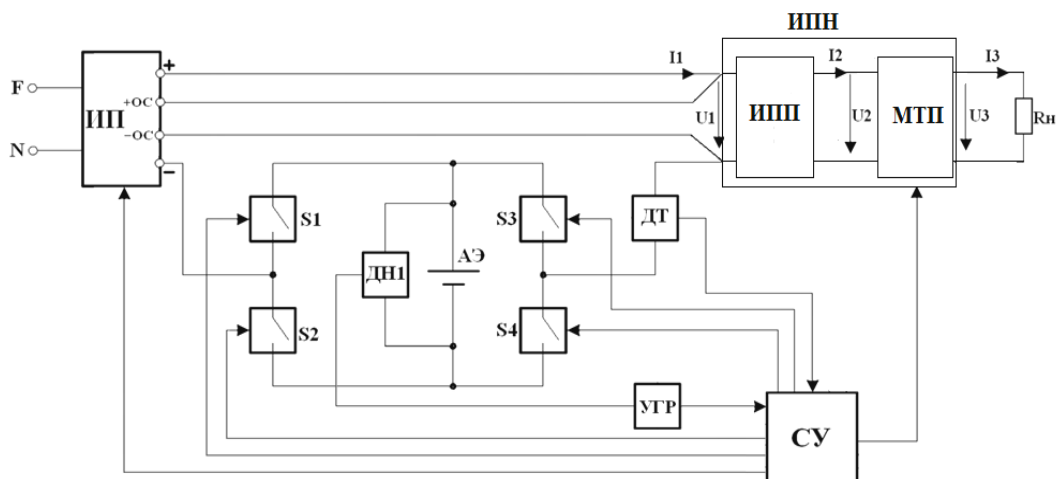 ИПН
F
N
ИП
+
+ОС
−ОС
−
I1
I2
I3
U1
ИПП
U2
МТП
U3
Rн
S1
S2
ДН1
АЭ
S3
S4
ДТ
УГР
СУ